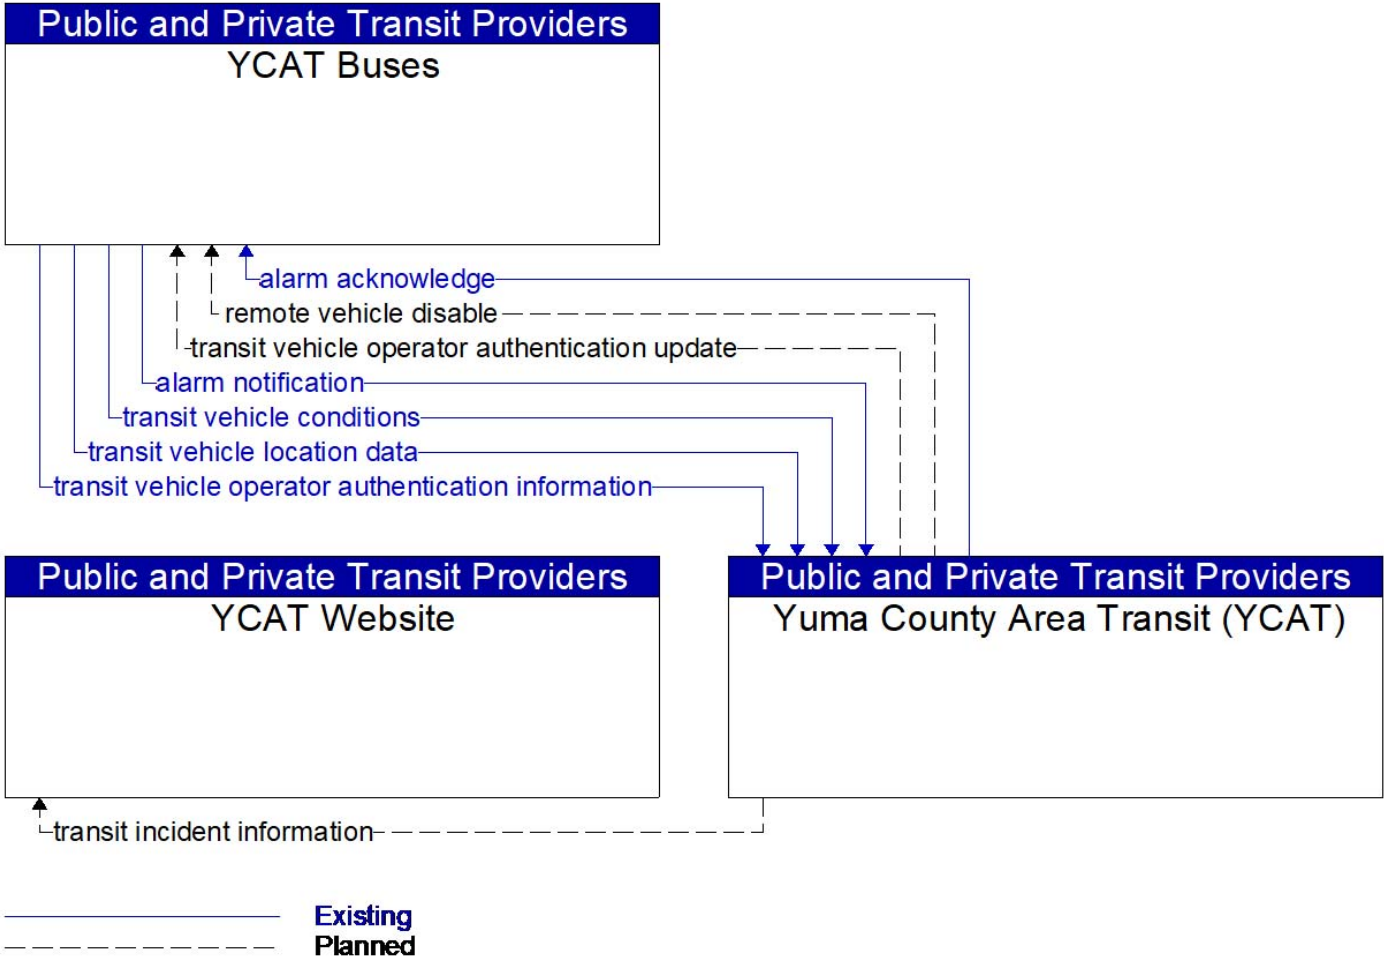 Public and Private Transit Providers
YCAT Buses
alarm acknowledge
remote vehicle disable
transit vehicle operator authentication update
alarm notification
transit vehicle conditions
transit vehicle location data
transit vehicle operator authentication information
Public and Private Transit Providers
YCAT Website
Public and Private Transit Providers
Yuma County Area Transit (YCAT)
transit incident information
Existing
Planned